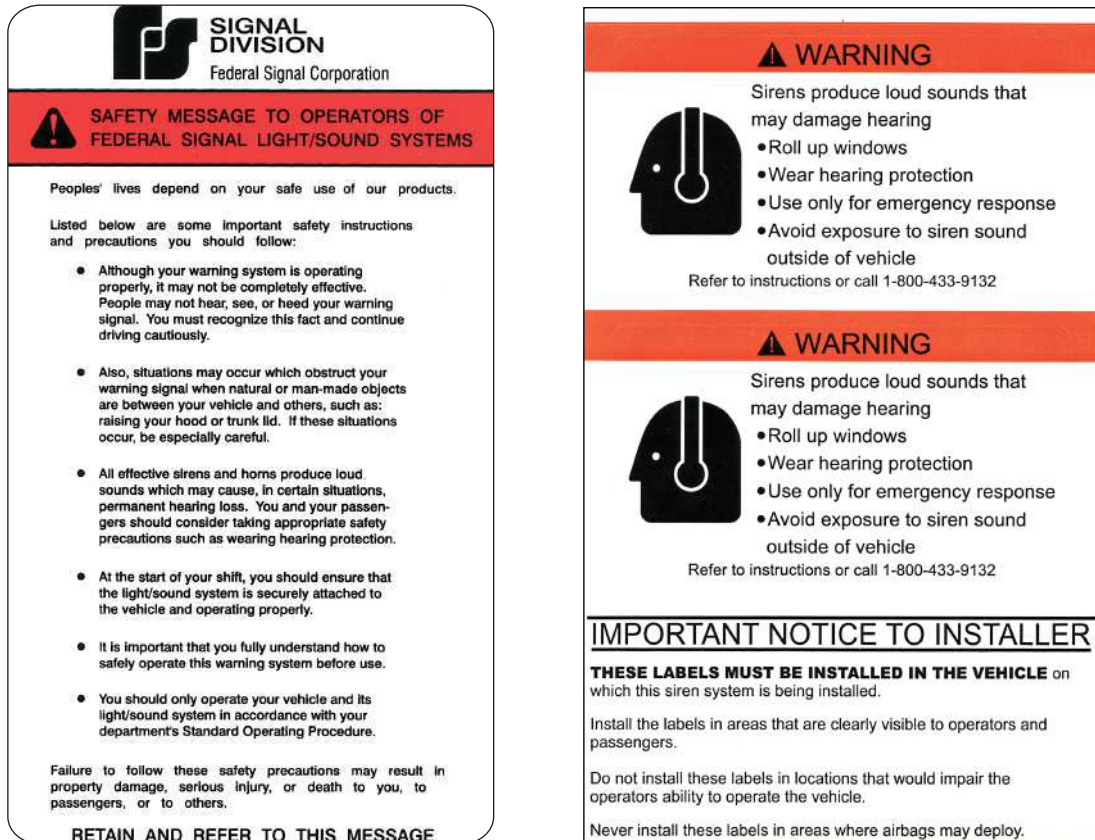 SIGNAL
DIVISION
Federal Signal Corporation
SAFETY MESSAGE TO OPERATORS OF
FEDERAL SIGNAL LIGHT/SOUND SYSTEMS
Peoples' lives depend on your safe use of our products.
Listed below are some important safety instructions
and precautions you should follow:
● Although your warning system is operating
properly, it may not be completely effective.
People may not hear, see, or heed your warning
signal. You must recognize this fact and continue
driving cautiously.
● Also, situations may occur which obstruct your
warning signal when natural or man-made objects
are between your vehicle and others, such as:
raising your hood or trunk lid. If these situations
occur, be especially careful.
● All effective sirens and horns produce loud
sounds which may cause, in certain situations,
permanent hearing loss. You and your passen-
gers should consider taking appropriate safety
precautions such as wearing hearing protection.
● At the start of your shift, you should ensure that
the light/sound system is securely attached to
the vehicle and operating properly.
● It is important that you fully understand how to
safely operate this warning system before use.
● You should only operate your vehicle and its
light/sound system in accordance with your
department's Standard Operating Procedure.
Failure to follow these safety precautions may result in
property damage, serious injury, or death to you, to
passengers, or to others.
RETAIN AND REFER TO THIS MESSAGE
WARNING
Sirens produce loud sounds that
may damage hearing
●Roll up windows
●Wear hearing protection
●Use only for emergency response
●Avoid exposure to siren sound
outside of vehicle
Refer to instructions or call 1-800-433-9132
WARNING
Sirens produce loud sounds that
may damage hearing
●Roll up windows
●Wear hearing protection
●Use only for emergency response
●Avoid exposure to siren sound
outside of vehicle
Refer to instructions or call 1-800-433-9132
IMPORTANT NOTICE TO INSTALLER
THESE LABELS MUST BE INSTALLED IN THE VEHICLE on
which this siren system is being installed.
Install the labels in areas that are clearly visible to operators and
passengers.
Do not install these labels in locations that would impair the
operators ability to operate the vehicle.
Never install these labels in areas where airbags may deploy.